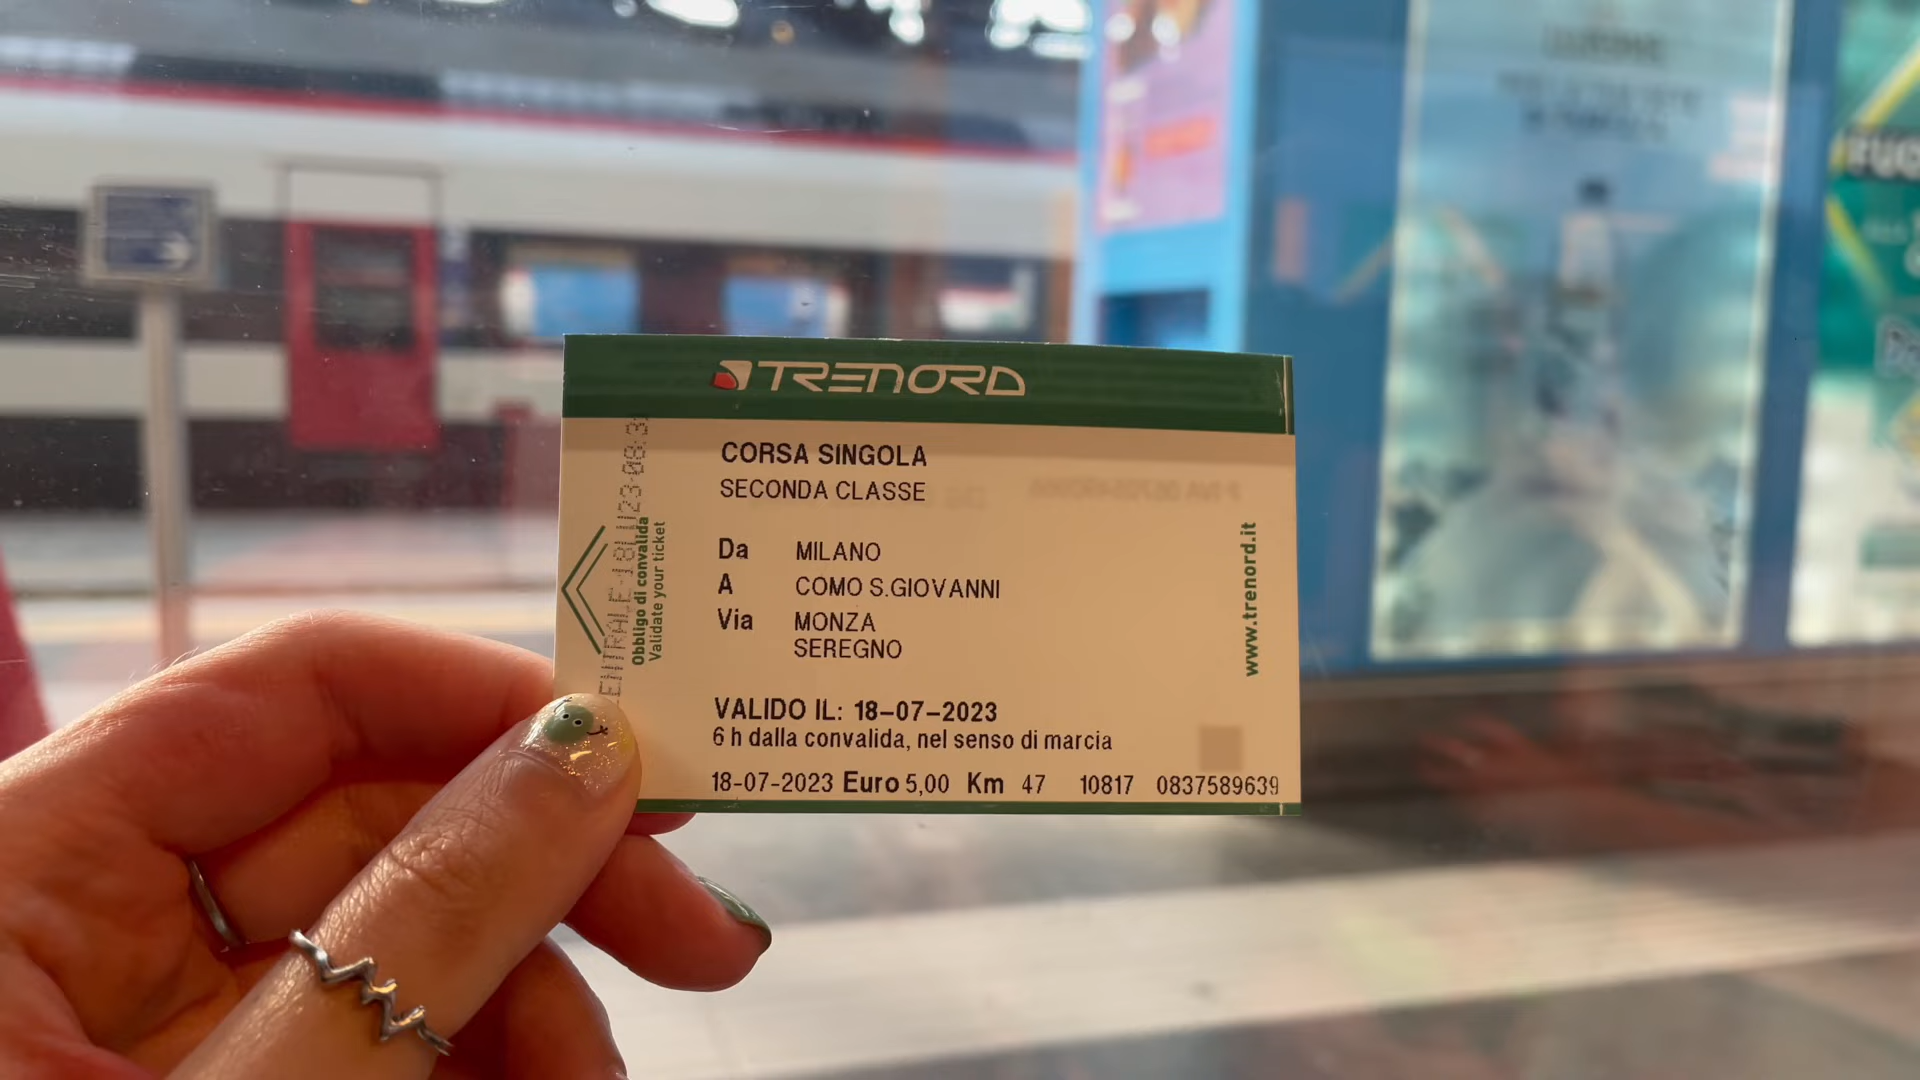 TRENORD
CORSA SINGOLA
SECONDA CLASSE
Da MILANO
A COMO S.GIOVANNI
Via MONZA
SEREGNO
VALIDO IL: 18-07-2023
6 h dalla convalida, nel senso di marcia
18-07-2023 Euro 5,00 Km 47 10817 0837589639
Obbligo di convalida
Validate your ticket
www.trenord.it